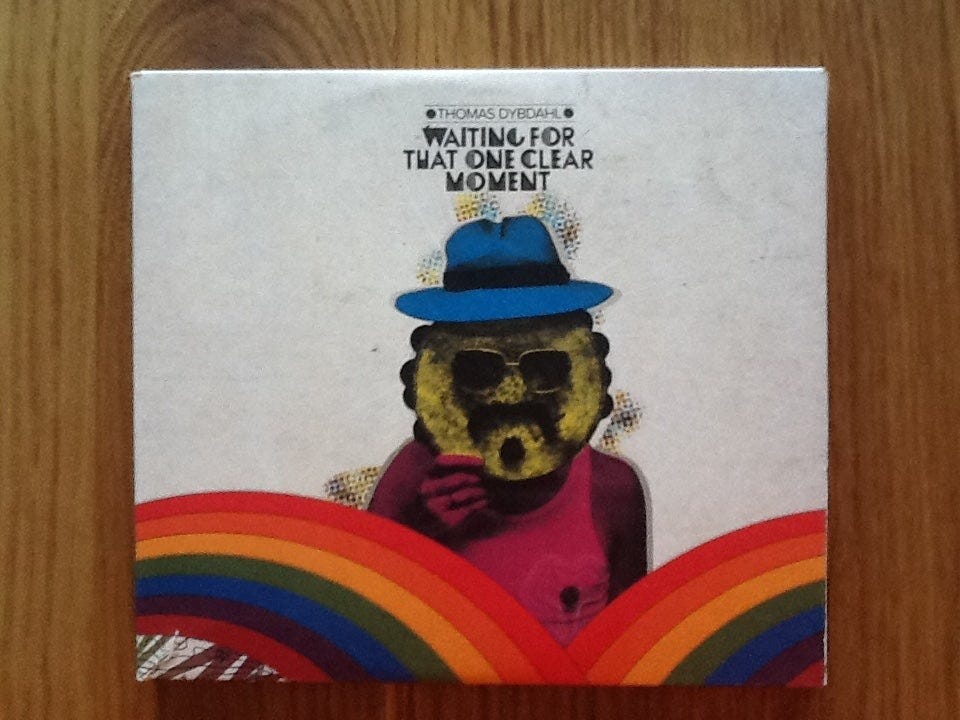 THOMAS DYBDAHL
WAITING FOR
THAT ONE CLEAR
MOMENT